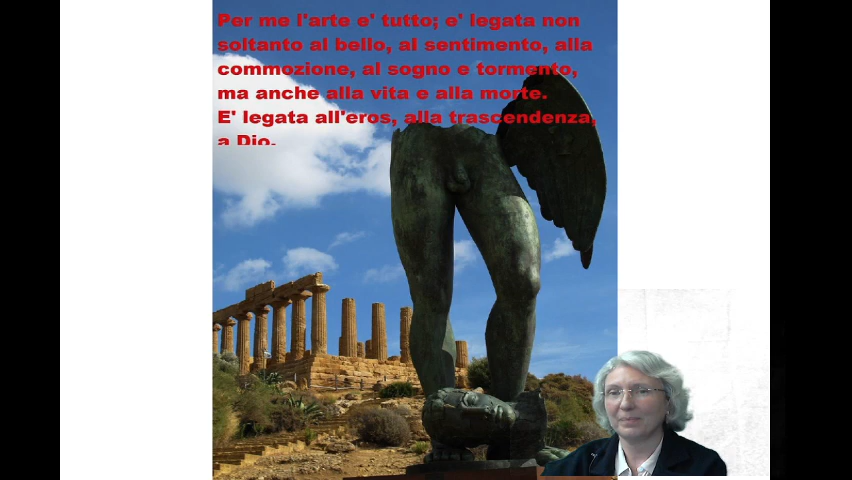 Per me l'arte e' tutto; e' legata non
soltanto al bello, al sentimento, alla
commozione, al sogno e tormento,
ma anche alla vita e alla morte.
E' legata all'eros, alla trascendenza,
a Dio.